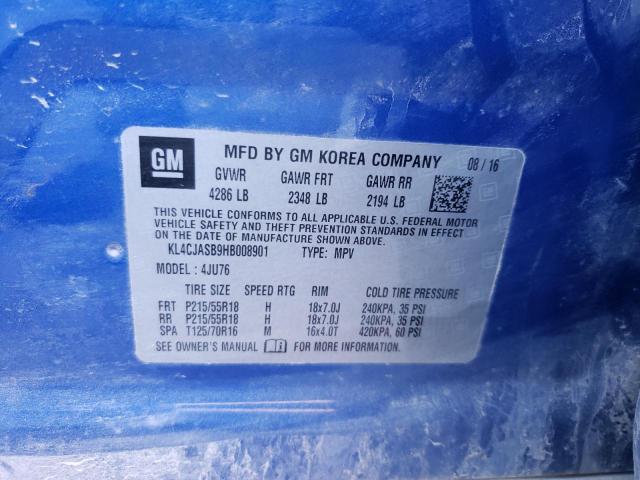 GM MFD BY GM KOREA COMPANY 08/16
GVWR GAWR FRT GAWR RR
4286 LB 2348 LB 2194 LB
THIS VEHICLE CONFORMS TO ALL APPLICABLE U.S. FEDERAL MOTOR
VEHICLE SAFETY AND THEFT PREVENTION STANDARDS IN EFFECT
ON THE DATE OF MANUFACTURE SHOWN ABOVE.
KL4CJASB9HB008901 TYPE: MPV
MODEL : 4JU76
TIRE SIZE SPEED RTG RIM COLD TIRE PRESSURE
FRT P215/55R18 H 18x7.0J 240KPA, 35 PSI
RR P215/55R18 H 18x7.0J 240KPA, 35 PSI
SPA T125/70R16 M 16x4.0T 420KPA, 60 PSI
SEE OWNER'S MANUAL FOR MORE INFORMATION.